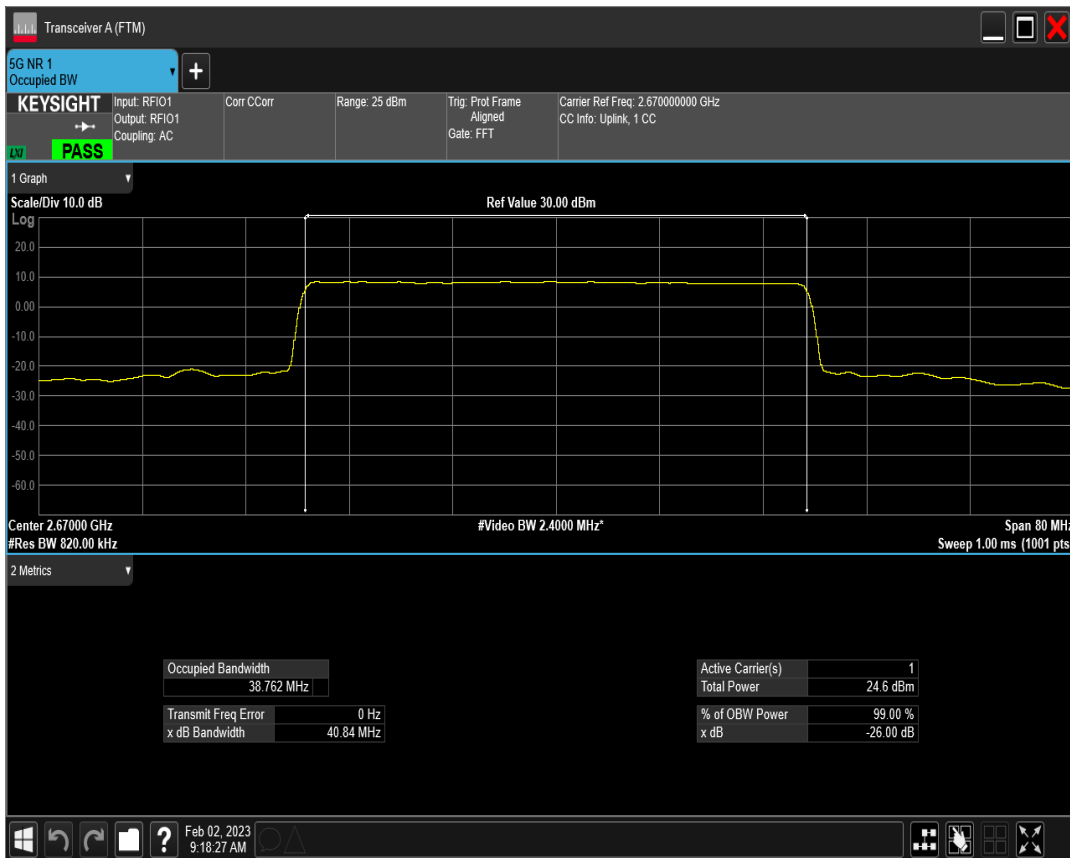 Transceiver A (FTM)
5G NR 1
Occupied BW
+
KEYSIGHT
LXI
PASS
Input: RFIO1
Output: RFIO1
Coupling: AC
Corr CCorr
Range: 25 dBm
Trig: Prot Frame
Aligned
Gate: FFT
Carrier Ref Freq: 2.670000000 GHz
CC Info: Uplink, 1 CC
1 Graph
Scale/Div 10.0 dB
Ref Value 30.00 dBm
Log
20.0
10.0
0.00
-10.0
-20.0
-30.0
-40.0
-50.0
-60.0
Center 2.67000 GHz
#Video BW 2.4000 MHz*
Span 80 MHz
#Res BW 820.00 kHz
Sweep 1.00 ms (1001 pts
2 Metrics
Occupied Bandwidth
38.762 MHz
Transmit Freq Error 0 Hz
x dB Bandwidth 40.84 MHz
Active Carrier(s) 1
Total Power 24.6 dBm
% of OBW Power 99.00 %
x dB -26.00 dB
?
Feb 02, 2023
9:18:27 AM